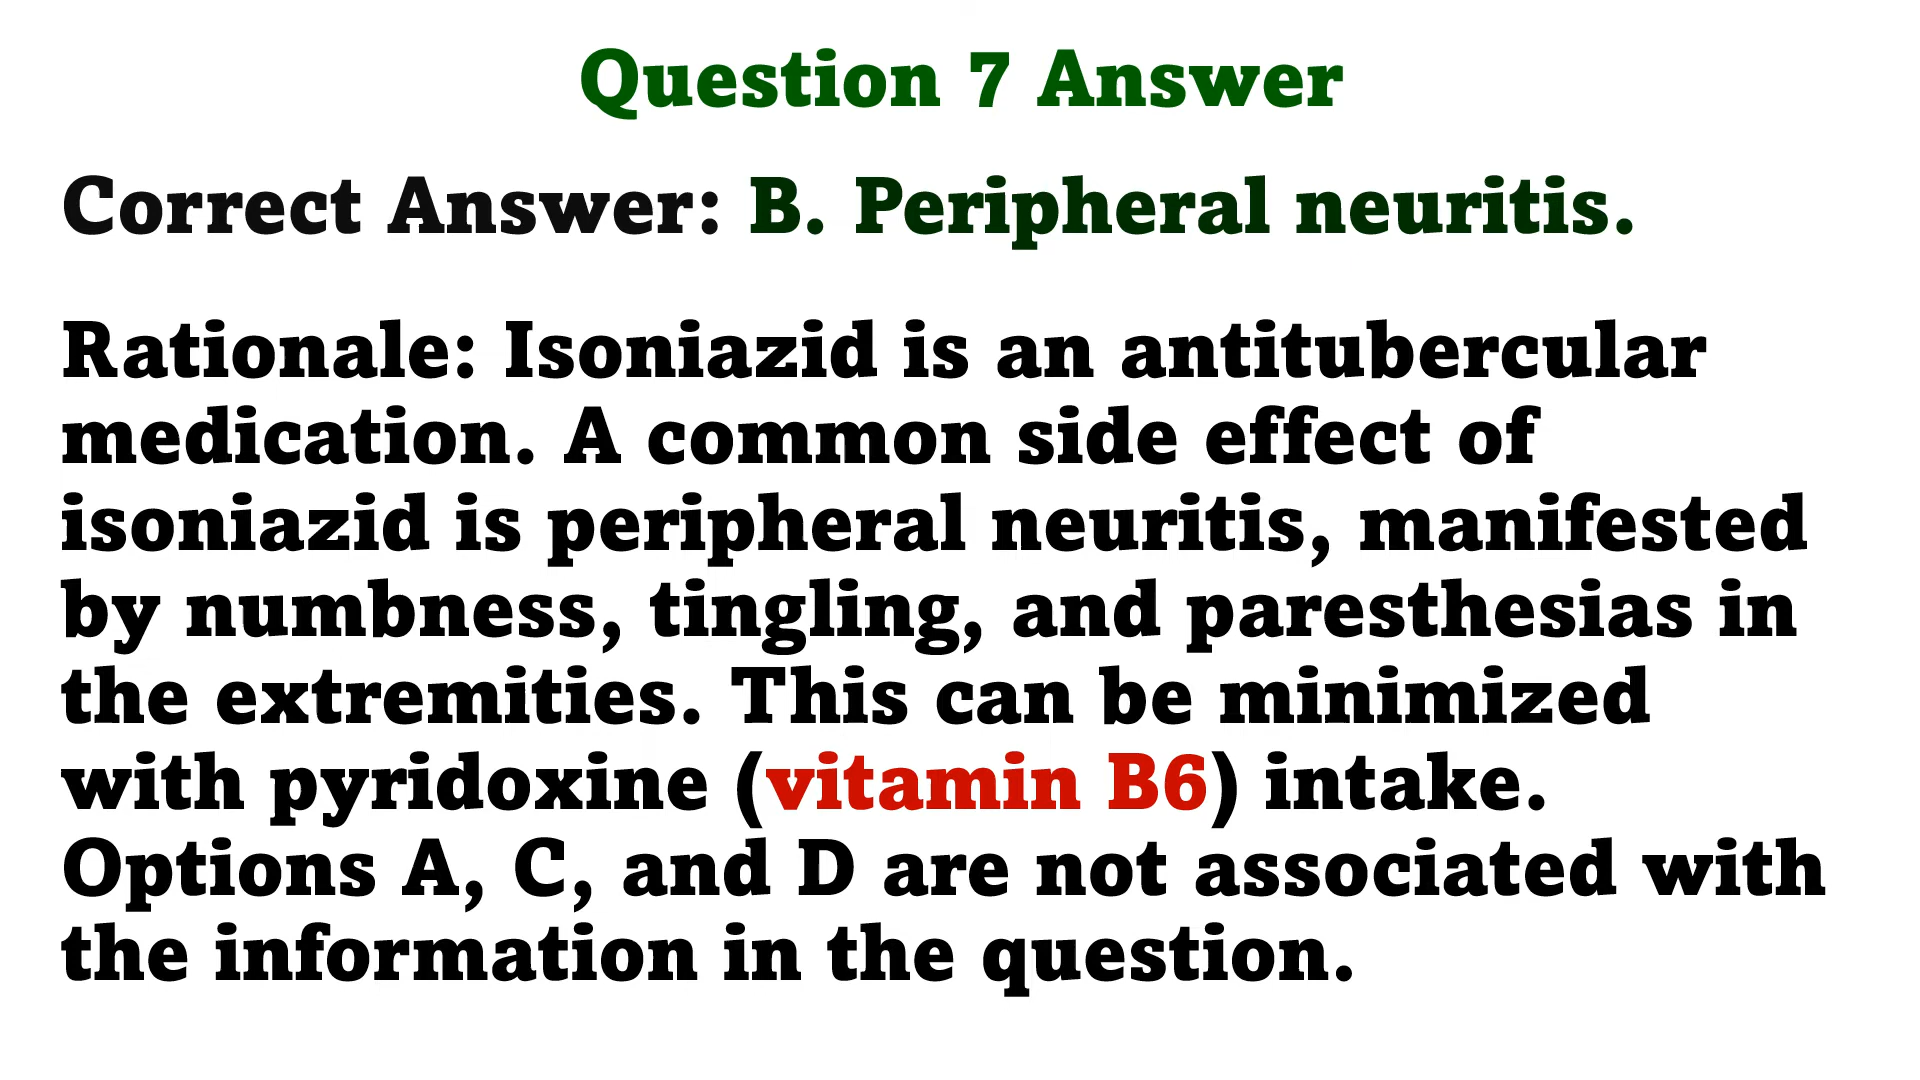 Question 7 Answer
Correct Answer: B. Peripheral neuritis.
Rationale: Isoniazid is an antitubercular
medication. A common side effect of
isoniazid is peripheral neuritis, manifested
by numbness, tingling, and paresthesias in
the extremities. This can be minimized
with pyridoxine (vitamin B6) intake.
Options A, C, and D are not associated with
the information in the question.